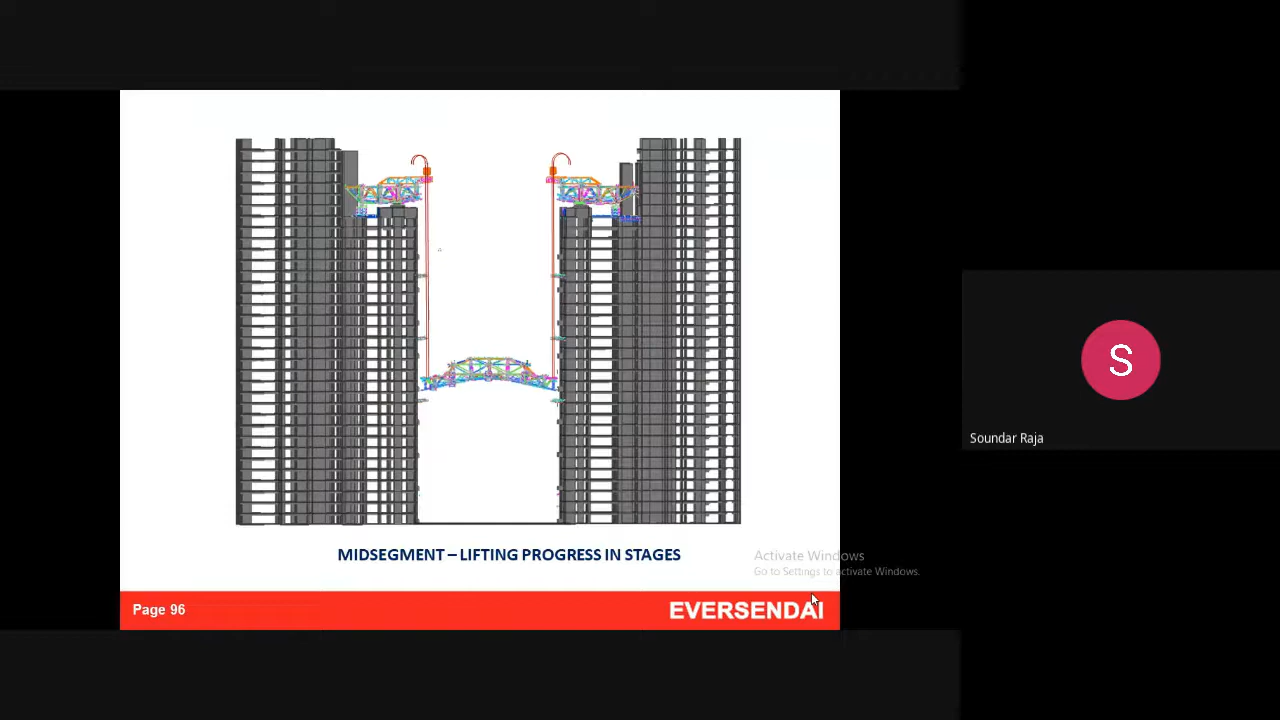 MIDSEGMENT – LIFTING PROGRESS IN STAGES
Activate Windows
Go to Settings to activate Windows.
Page 96
EVERSENDAI
S
Soundar Raja